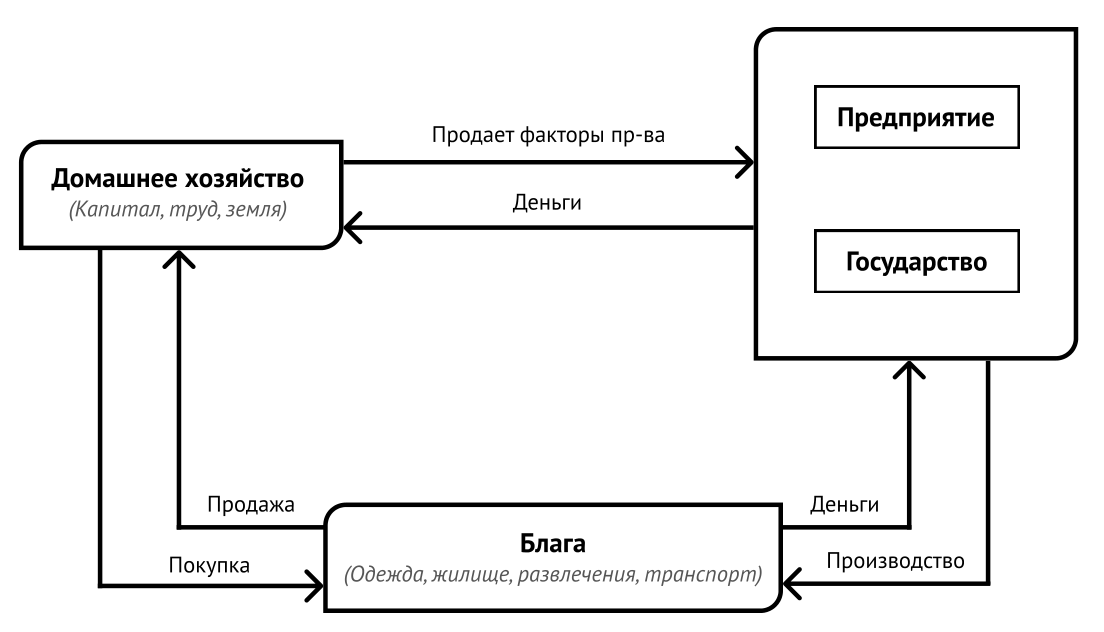 Предприятие
Продает факторы пр-ва
Домашнее хозяйство
(Капитал, труд, земля)
Деньги
Государство
Продажа
Деньги
Блага
(Одежда, жилище, развлечения, транспорт)
Покупка
Производство